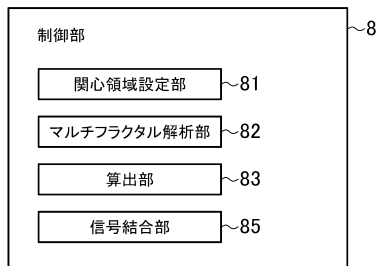 制御部 8
関心領域設定部 81
マルチフラクタル解析部 82
算出部 83
信号結合部 85